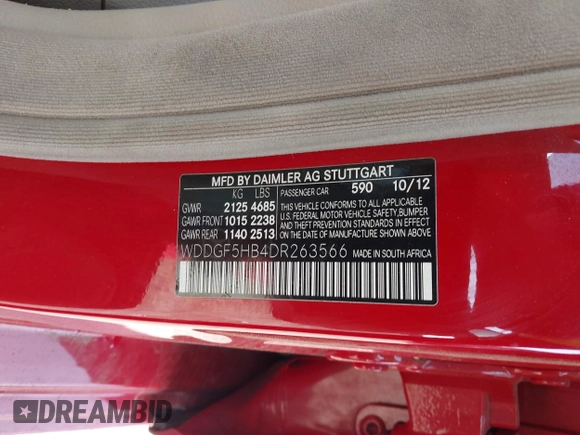 MFD BY DAIMLER AG STUTTGART
KG LBS PASSENGER CAR 590 10/12
GVWR 2125 4685
GAWR FRONT 1015 2238
GAWR REAR 1140 2513
THIS VEHICLE CONFORMS TO ALL APPLICABLE
U.S. FEDERAL MOTOR VEHICLE SAFETY,BUMPER
AND THEFT PREVENTION STANDARDS IN EFFECT
ON THE DATE OF MANUFACTURE SHOWN ABOVE.
WDDGF5HB4DR263566 MADE IN SOUTH AFRICA
DREAMBID